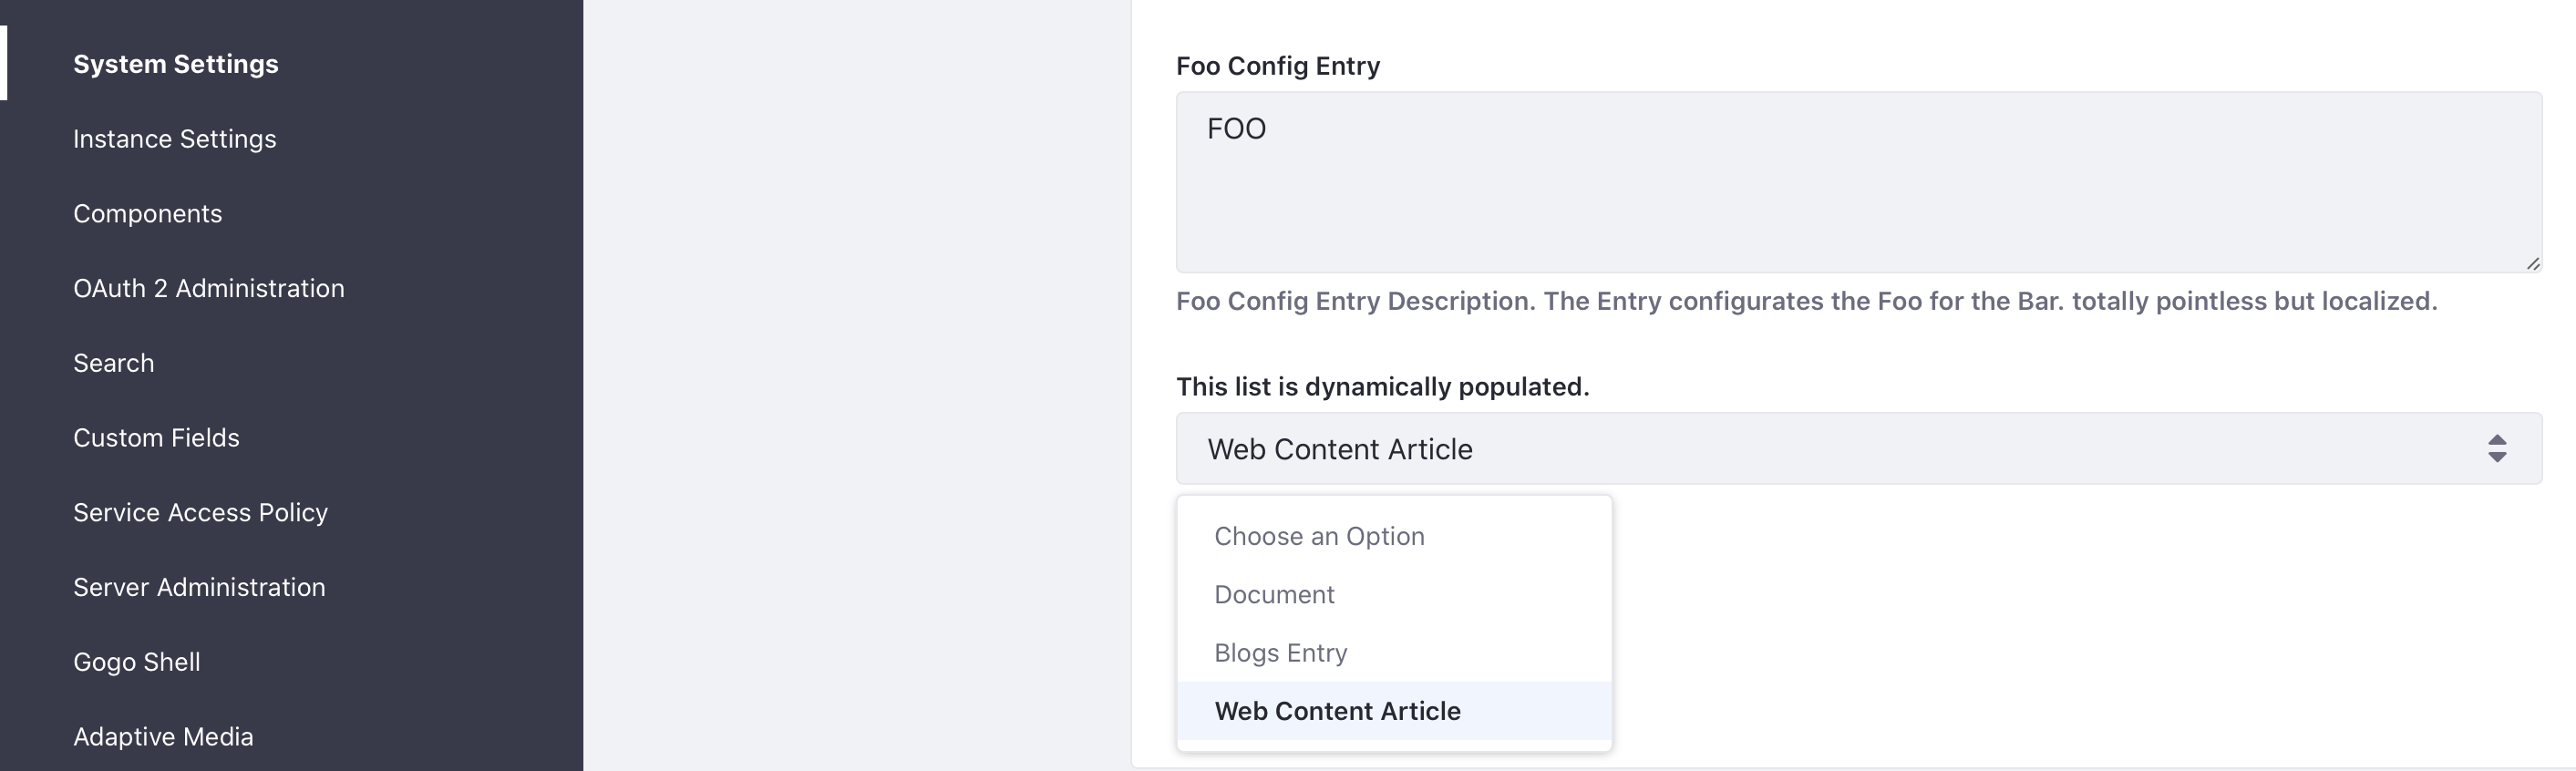 System Settings
Instance Settings
Components
OAuth 2 Administration
Search
Custom Fields
Service Access Policy
Server Administration
Gogo Shell
Adaptive Media
Foo Config Entry
FOO
Foo Config Entry Description. The Entry configurates the Foo for the Bar. totally pointless but localized.
This list is dynamically populated.
Web Content Article
Choose an Option
Document
Blogs Entry
Web Content Article